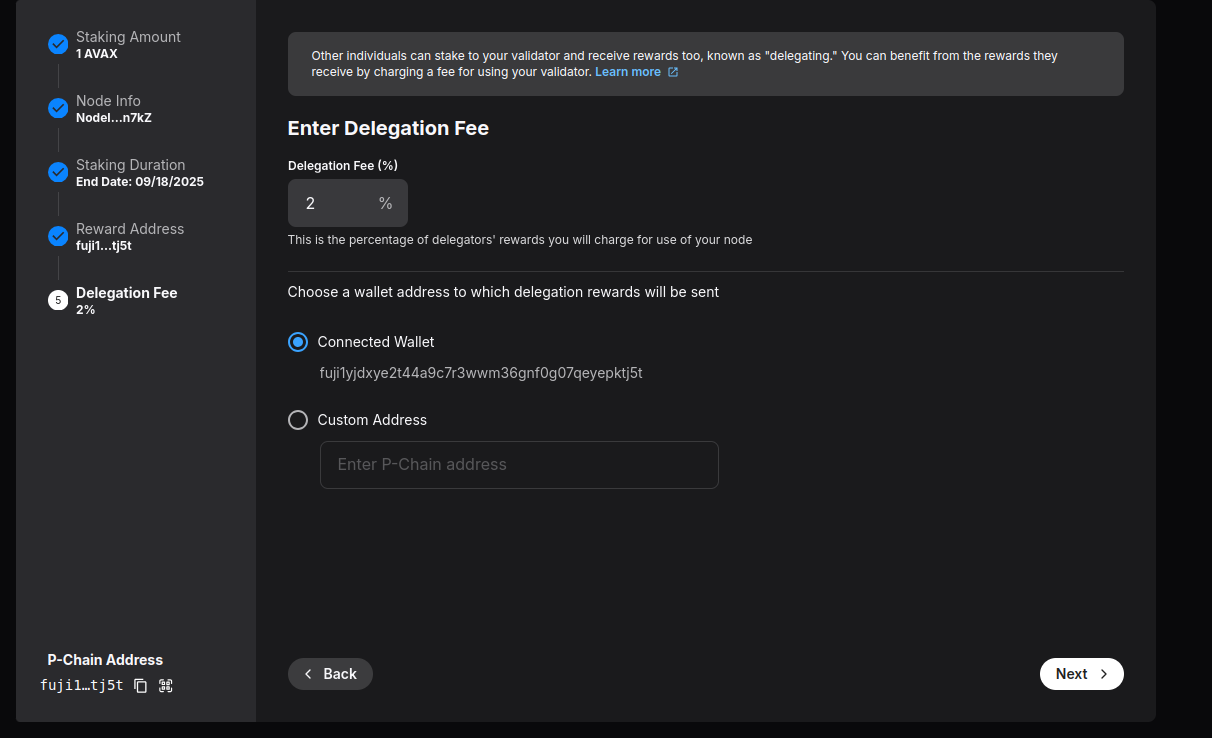 Staking Amount
1 AVAX
Node Info
NodeI...n7kZ
Staking Duration
End Date: 09/18/2025
Reward Address
fuji1...tj5t
5
Delegation Fee
2%
P-Chain Address
fuji1…tj5t
Other individuals can stake to your validator and receive rewards too, known as "delegating." You can benefit from the rewards they
receive by charging a fee for using your validator. Learn more
Enter Delegation Fee
Delegation Fee (%)
2 %
This is the percentage of delegators' rewards you will charge for use of your node
Choose a wallet address to which delegation rewards will be sent
Connected Wallet
fuji1yjdxye2t44a9c7r3wwm36gnf0g07qeyepktj5t
Custom Address
Enter P-Chain address
Back
Next